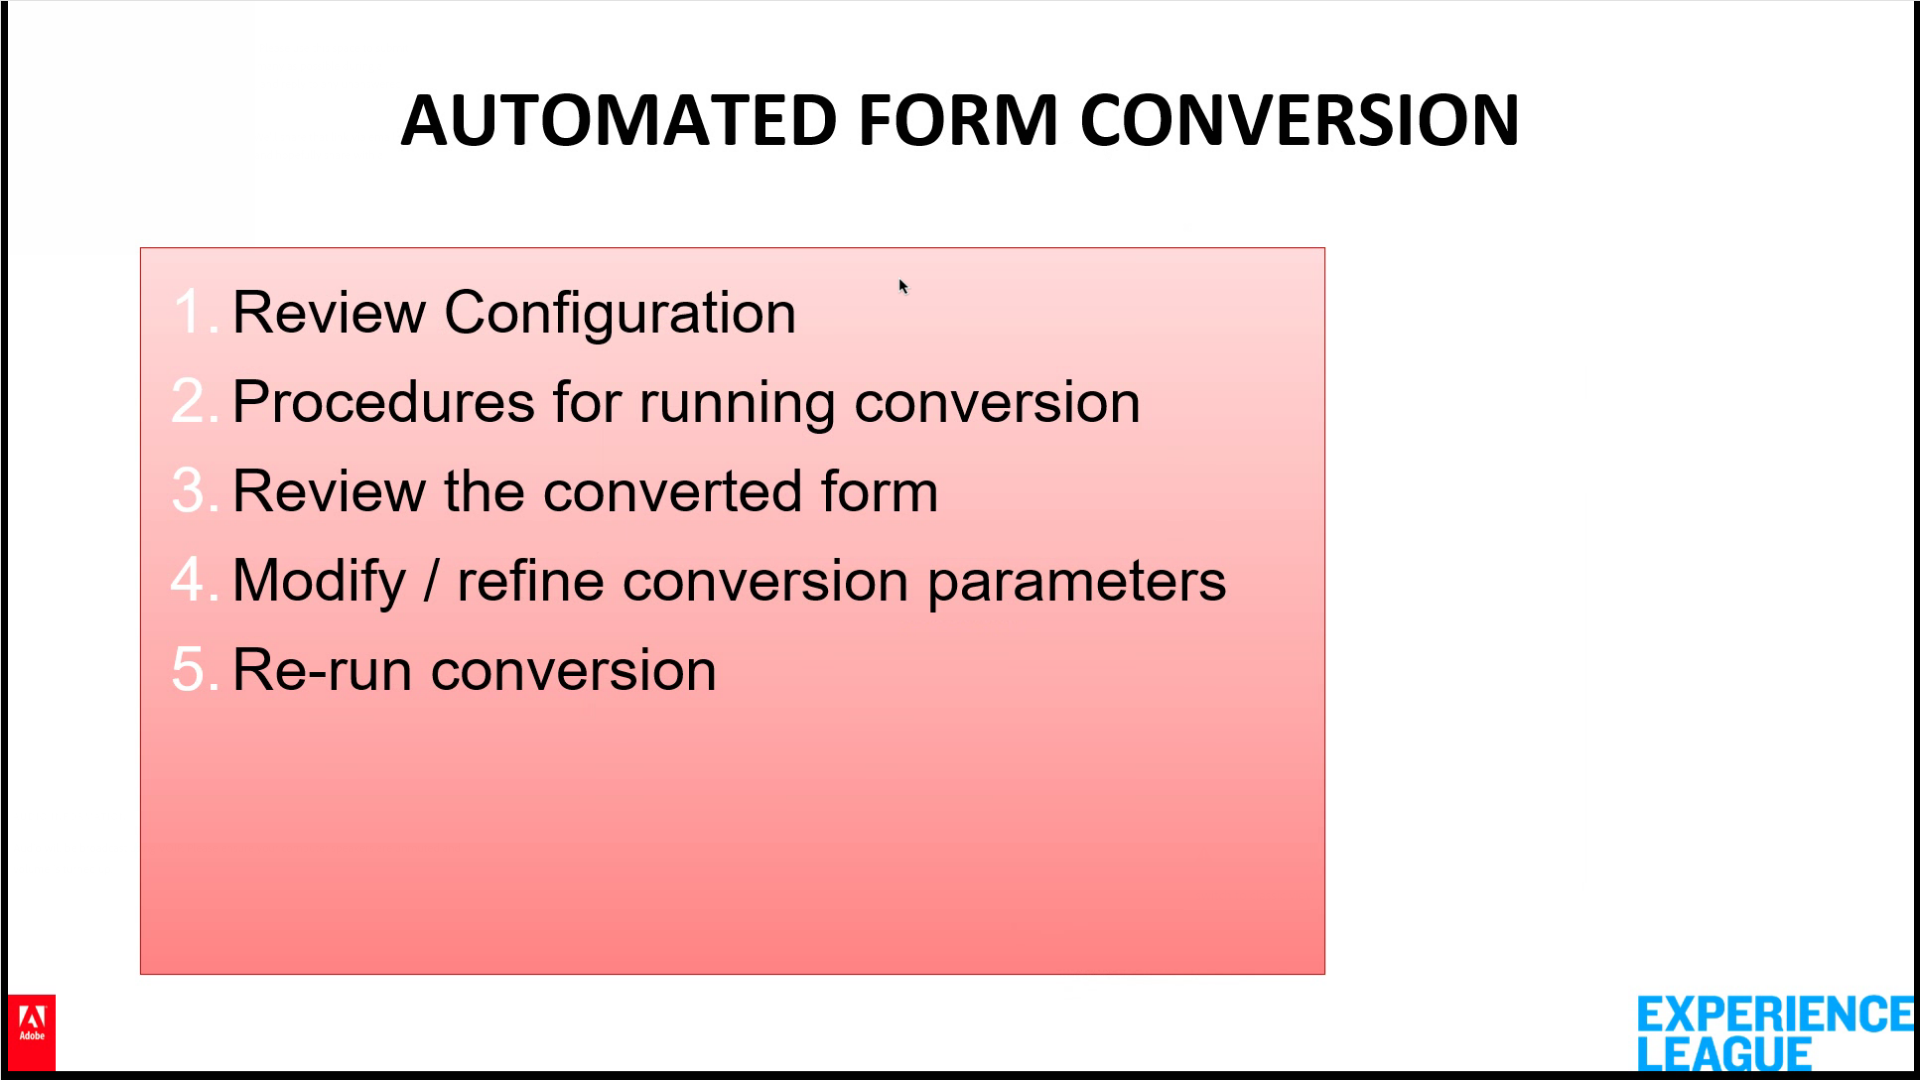 AUTOMATED FORM CONVERSION
1. Review Configuration
2. Procedures for running conversion
3. Review the converted form
4. Modify / refine conversion parameters
5. Re-run conversion
Adobe
EXPERIENCE
LEAGUE